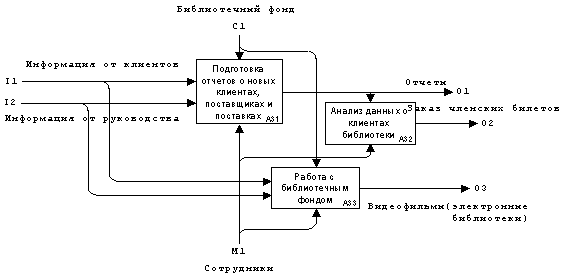 Библиотечный фонд
C1
Информация от клиентов
I1
I2
Информация от руководства
Подготовка
отчетов о новых
клиентах,
поставщиках и
поставках
A31
Отчеты
O1
Заказ членских билетов
Анализ данных о
клиентах
библиотеки
A32
O2
Работа с
библиотечным
фондом
A33
O3
Видеофильмы(электронные
библиотеки)
M1
Сотрудники